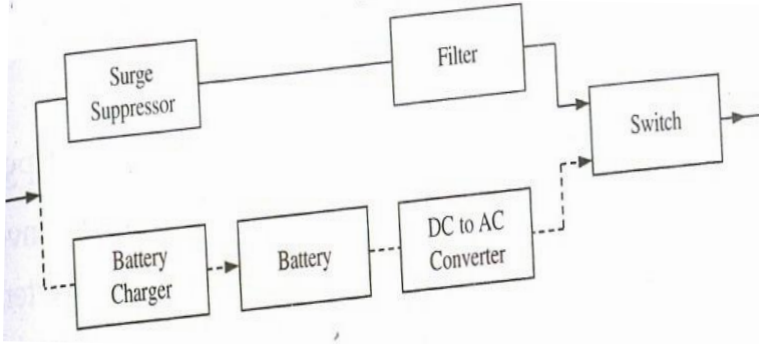 Surge
Suppressor
Filter
Switch
Battery
Charger
Battery
DC to AC
Converter